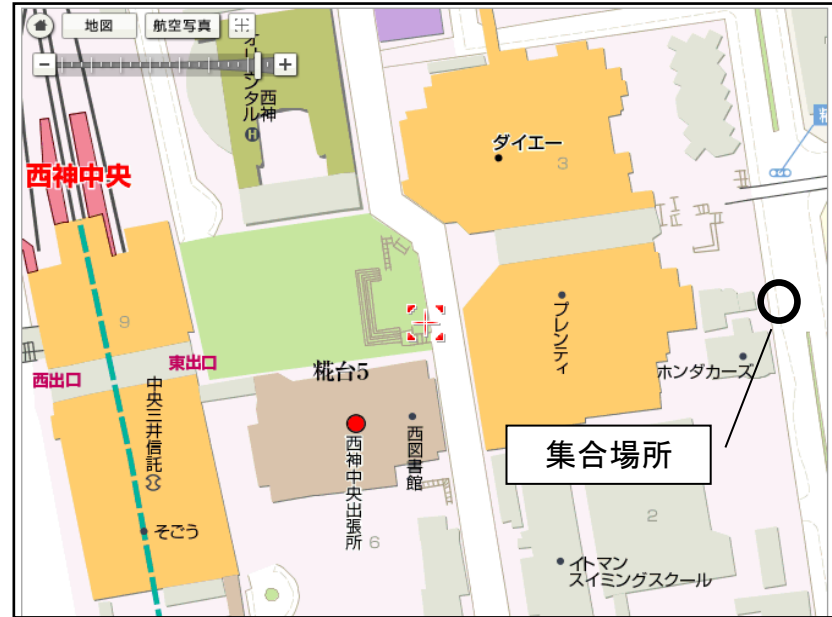 地図
航空写真
オーリエンタル
西神
H
ダイエー
3
西神中央
9
プレンティ
糀台5
東出口
西出口
ホンダカーズ
中央三井信託
西図書館
西神中央出張所
集合場所
そごう
6
2
イトマン
スイミングスクール